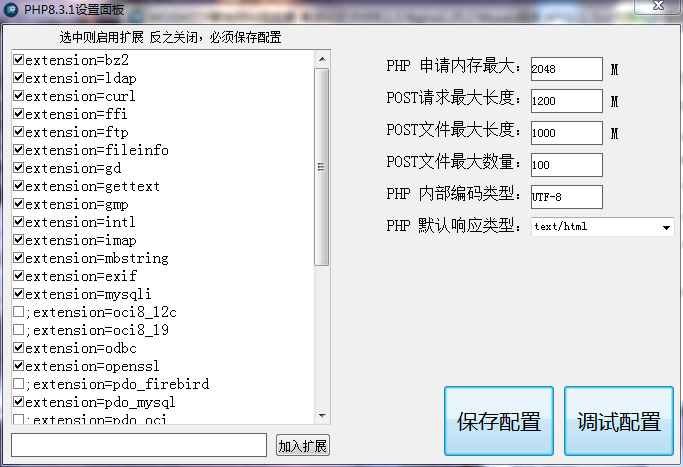 PHP8.3.1设置面板
选中则启用扩展 反之关闭，必须保存配置
extension=bz2
extension=ldap
extension=curl
extension=ffi
extension=ftp
extension=fileinfo
extension=gd
extension=gettext
extension=gmp
extension=intl
extension=imap
extension=mbstring
extension=exif
extension=mysqli
;extension=oci8_12c
;extension=oci8_19
extension=odbc
extension=openssl
;extension=pdo_firebird
extension=pdo_mysql
;extension=pdo_oci
加入扩展
PHP 申请内存最大： 2048 M
POST请求最大长度： 1200 M
POST文件最大长度： 1000 M
POST文件最大数量： 100
PHP 内部编码类型： UTF-8
PHP 默认响应类型： text/html
保存配置 调试配置